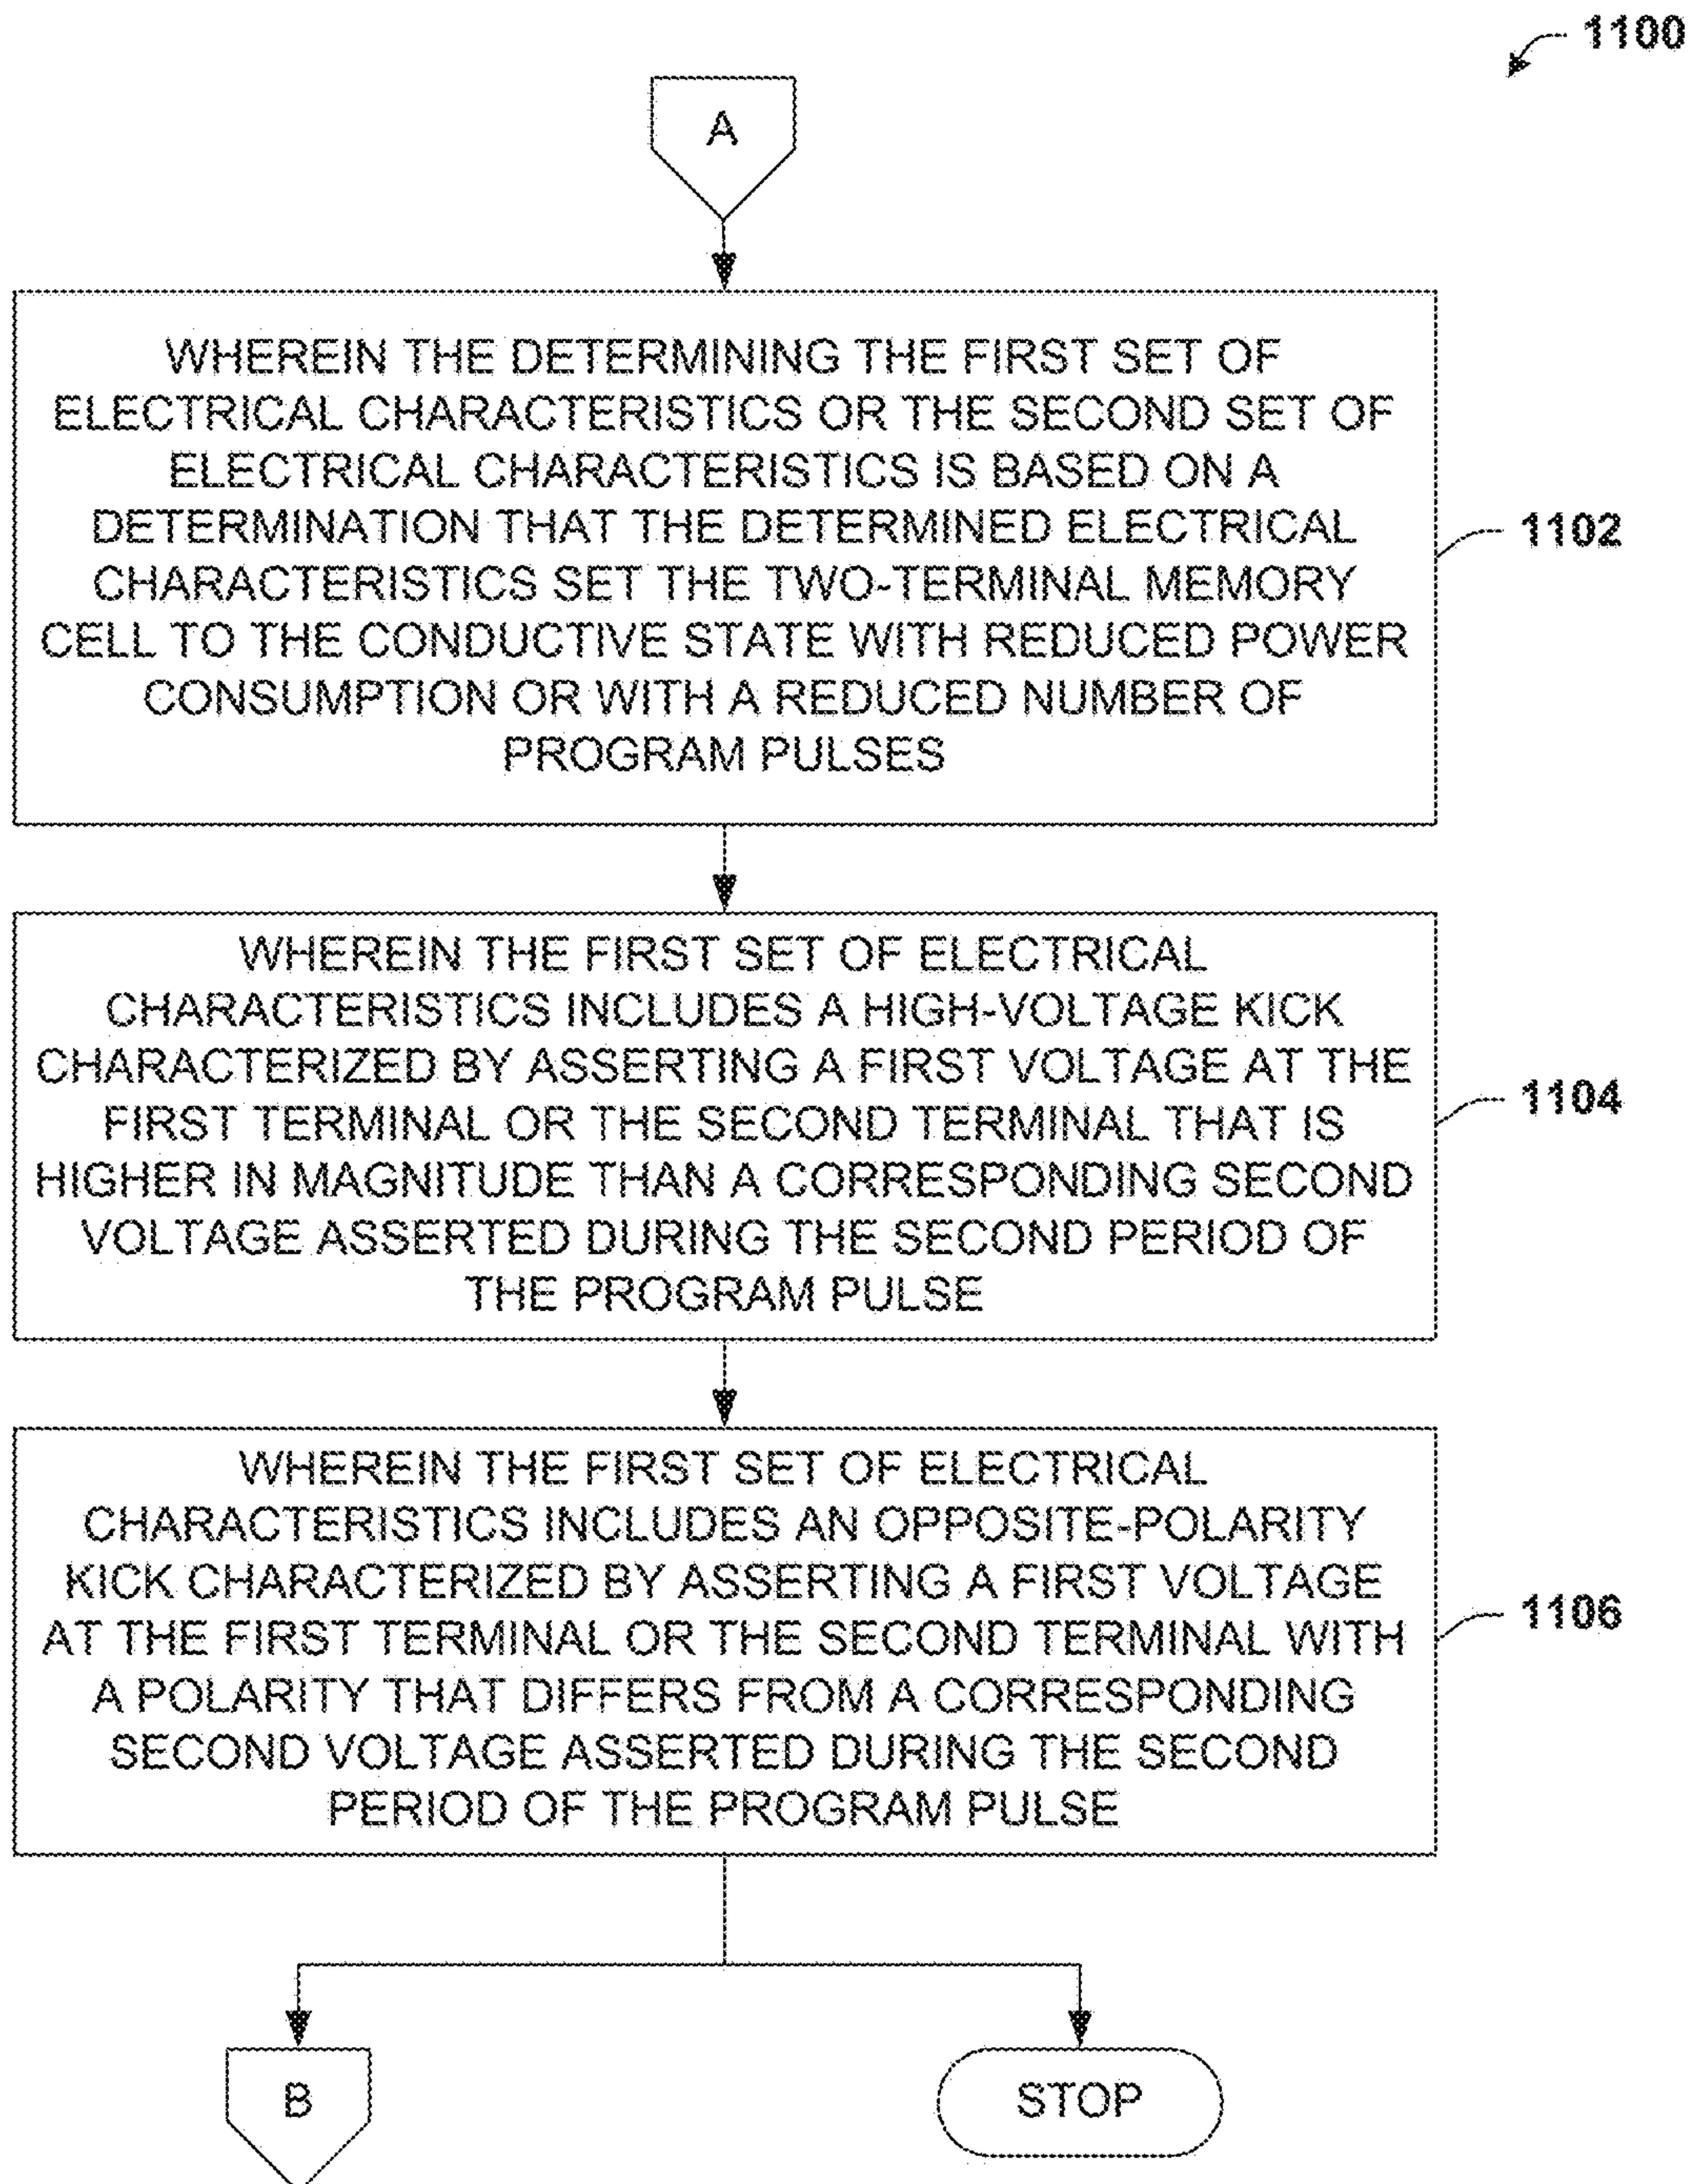 1100
A
WHEREIN THE DETERMINING THE FIRST SET OF
ELECTRICAL CHARACTERISTICS OR THE SECOND SET OF
ELECTRICAL CHARACTERISTICS IS BASED ON A
DETERMINATION THAT THE DETERMINED ELECTRICAL
CHARACTERISTICS SET THE TWO-TERMINAL MEMORY
CELL TO THE CONDUCTIVE STATE WITH REDUCED POWER
CONSUMPTION OR WITH A REDUCED NUMBER OF
PROGRAM PULSES
1102
WHEREIN THE FIRST SET OF ELECTRICAL
CHARACTERISTICS INCLUDES A HIGH-VOLTAGE KICK
CHARACTERIZED BY ASSERTING A FIRST VOLTAGE AT THE
FIRST TERMINAL OR THE SECOND TERMINAL THAT IS
HIGHER IN MAGNITUDE THAN A CORRESPONDING SECOND
VOLTAGE ASSERTED DURING THE SECOND PERIOD OF
THE PROGRAM PULSE
1104
WHEREIN THE FIRST SET OF ELECTRICAL
CHARACTERISTICS INCLUDES AN OPPOSITE-POLARITY
KICK CHARACTERIZED BY ASSERTING A FIRST VOLTAGE
AT THE FIRST TERMINAL OR THE SECOND TERMINAL WITH
A POLARITY THAT DIFFERS FROM A CORRESPONDING
SECOND VOLTAGE ASSERTED DURING THE SECOND
PERIOD OF THE PROGRAM PULSE
1106
B
STOP